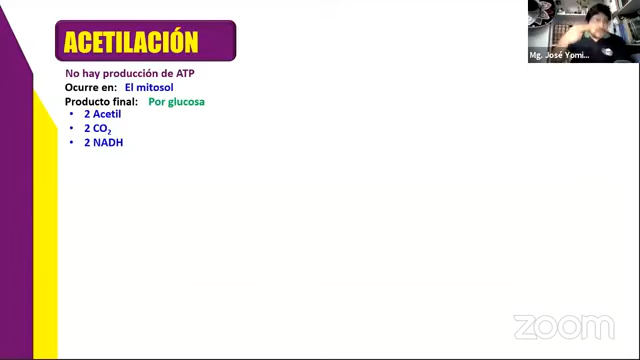 ACETILACIÓN
No hay producción de ATP
Ocurre en: El mitosol
Producto final: Por glucosa
• 2 Acetil
• 2 CO₂
• 2 NADH
Mg. José Yomi...
zoom